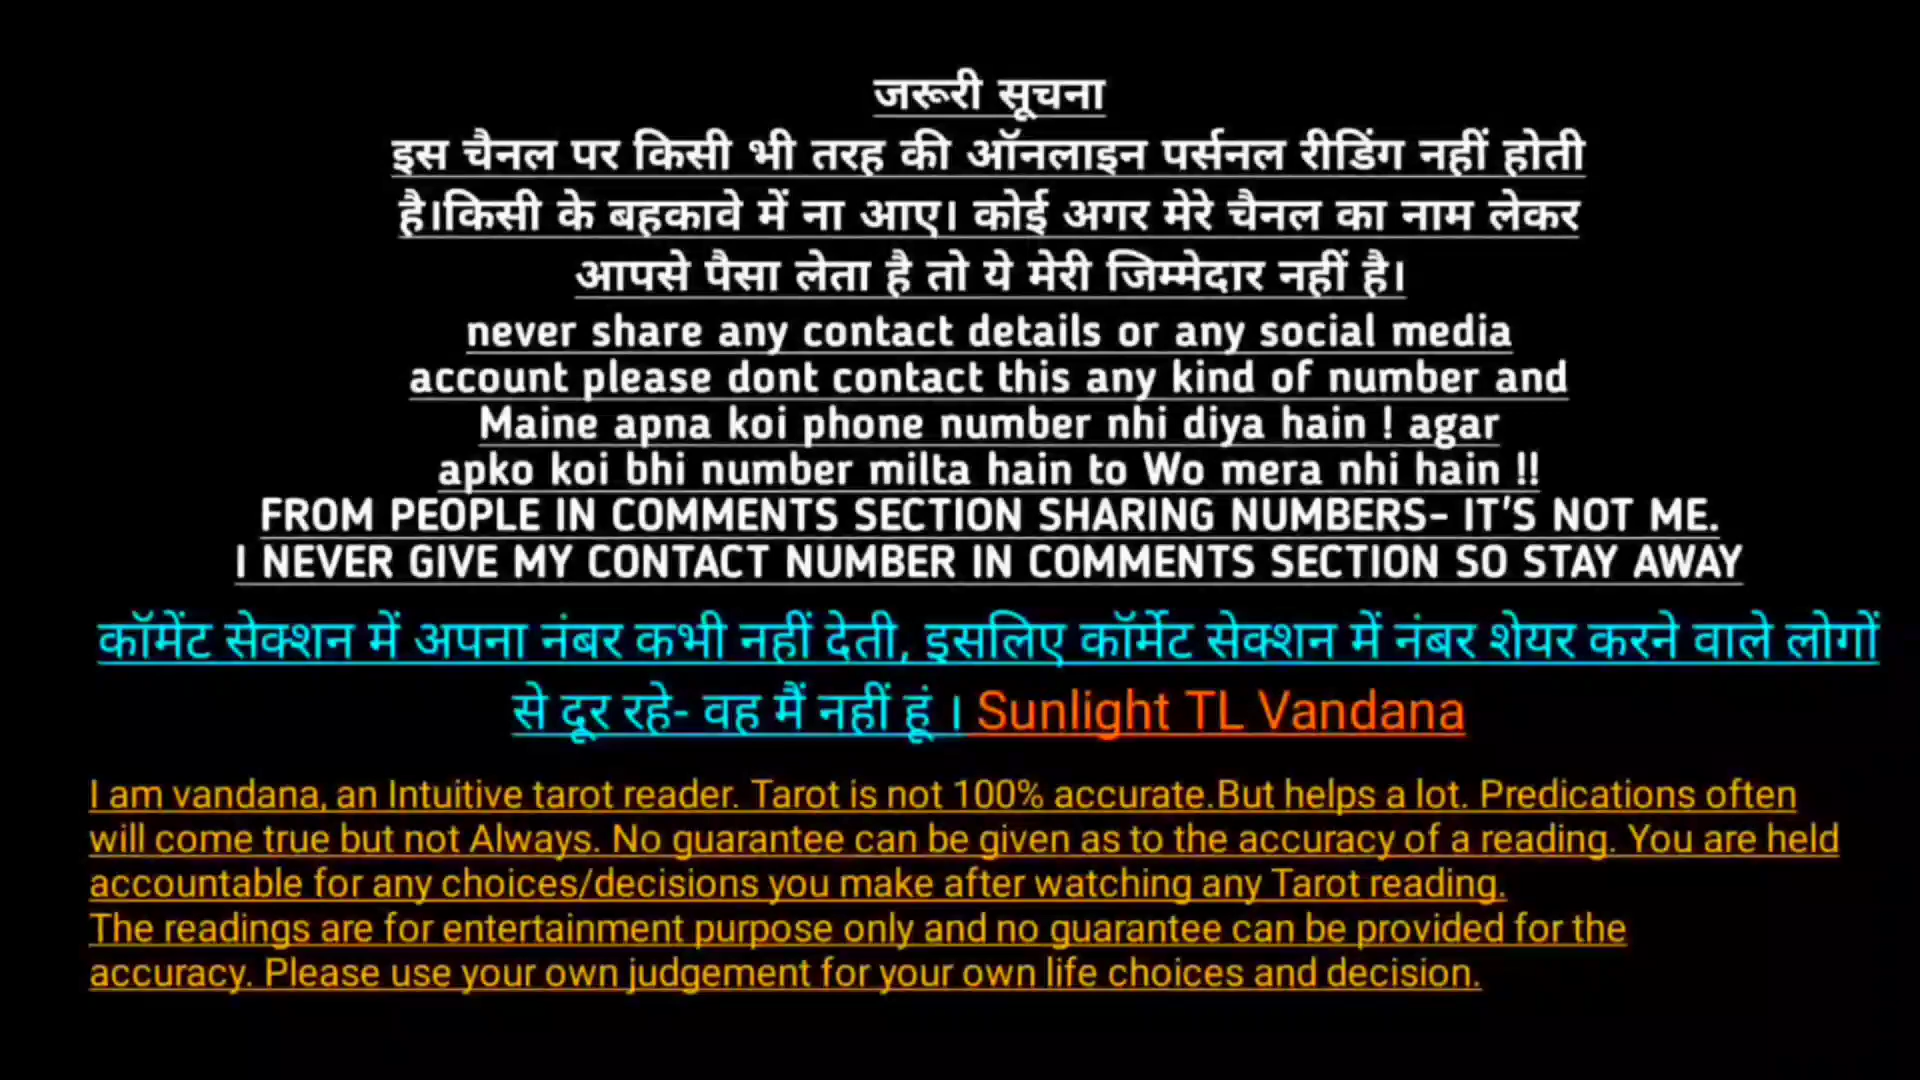 जरूरी सूचना
इस चैनल पर किसी भी तरह की ऑनलाइन पर्सनल रीडिंग नहीं होती
है।किसी के बहकावे में ना आए। कोई अगर मेरे चैनल का नाम लेकर
आपसे पैसा लेता है तो ये मेरी जिम्मेदार नहीं है।
never share any contact details or any social media
account please dont contact this any kind of number and
Maine apna koi phone number nhi diya hain ! agar
apko koi bhi number milta hain to Wo mera nhi hain !!
FROM PEOPLE IN COMMENTS SECTION SHARING NUMBERS- IT'S NOT ME.
I NEVER GIVE MY CONTACT NUMBER IN COMMENTS SECTION SO STAY AWAY
कॉमेंट सेक्शन में अपना नंबर कभी नहीं देती, इसलिए कॉर्मेट सेक्शन में नंबर शेयर करने वाले लोगों
से दूर रहे- वह मैं नहीं हूं । Sunlight TL Vandana
I am vandana, an Intuitive tarot reader. Tarot is not 100% accurate.But helps a lot. Predications often
will come true but not Always. No guarantee can be given as to the accuracy of a reading. You are held
accountable for any choices/decisions you make after watching any Tarot reading.
The readings are for entertainment purpose only and no guarantee can be provided for the
accuracy. Please use your own judgement for your own life choices and decision.